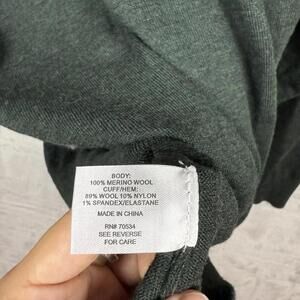 BODY:
100% MERINO WOOL
CUFF/HEM:
89% WOOL 10% NYLON
1% SPANDEX/ELASTANE
MADE IN CHINA
RN# 70534
SEE REVERSE
FOR CARE